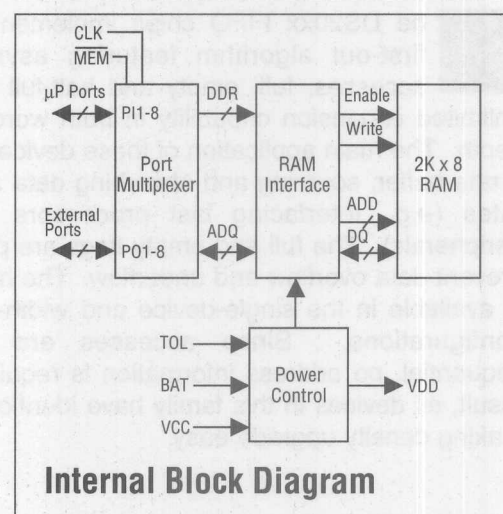 CLK
MEM
μP Ports
PI1-8
DDR
Enable
Write
Port
Multiplexer
RAM
Interface
2K x 8
RAM
External
Ports
PO1-8
ADQ
ADD
DQ
TOL
BAT
VCC
Power
Control
VDD
Internal Block Diagram